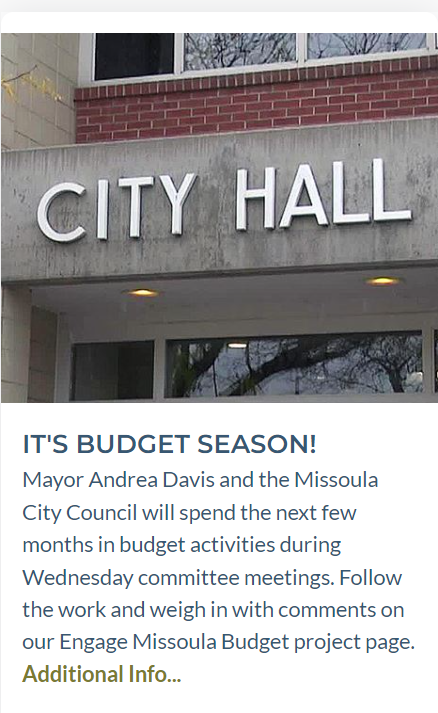 CITY HALL
IT'S BUDGET SEASON!
Mayor Andrea Davis and the Missoula
City Council will spend the next few
months in budget activities during
Wednesday committee meetings. Follow
the work and weigh in with comments on
our Engage Missoula Budget project page.
Additional Info...